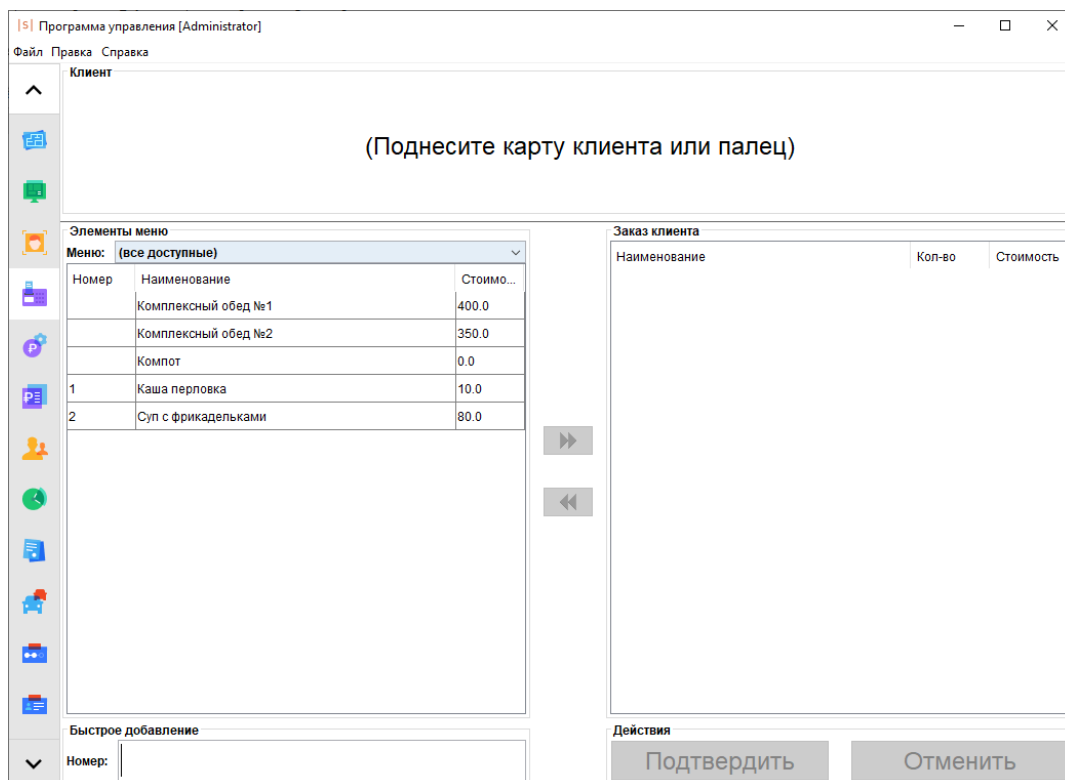 |S| Программа управления [Administrator]
Файл Правка Справка
Клиент
(Поднесите карту клиента или палец)
Элементы меню
Меню: (все доступные)
Номер Наименование Стоимо...
Комплексный обед №1 400.0
Комплексный обед №2 350.0
Компот 0.0
1 Каша перловка 10.0
2 Суп с фрикадельками 80.0
Заказ клиента
Наименование Кол-во Стоимость
Быстрое добавление
Номер:
Действия
Подтвердить Отменить